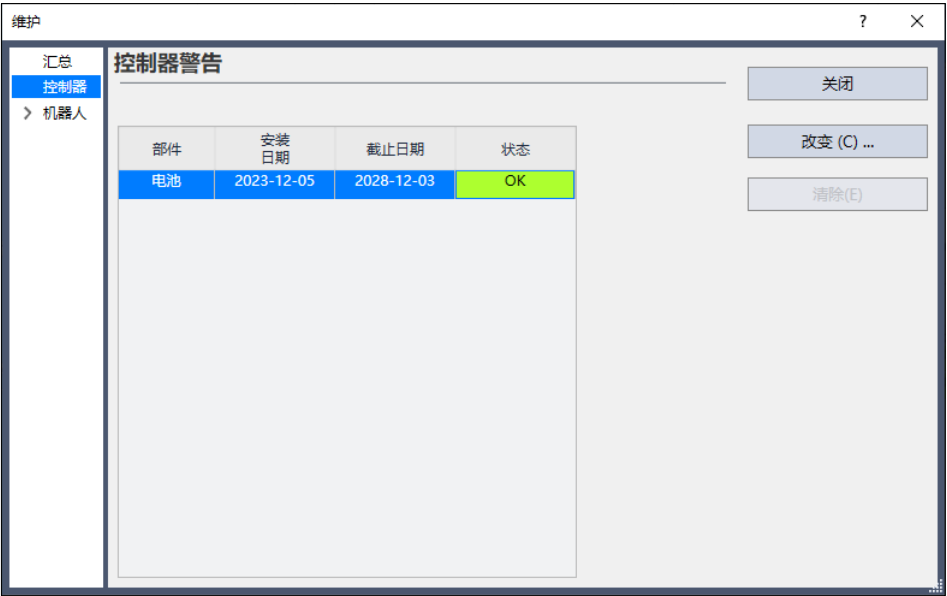 维护
汇总
控制器
机器人
控制器警告
关闭
改变 (C) ...
清除(E)
部件 安装日期 截止日期 状态
电池 2023-12-05 2028-12-03 OK